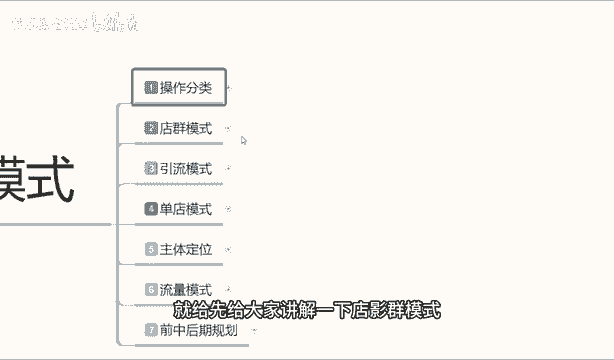 1 操作分类
2 店群模式
3 引流模式
模式
4 单店模式
5 主体定位
6 流量模式
7 前中后期规划
就给先给大家讲解一下店影群模式